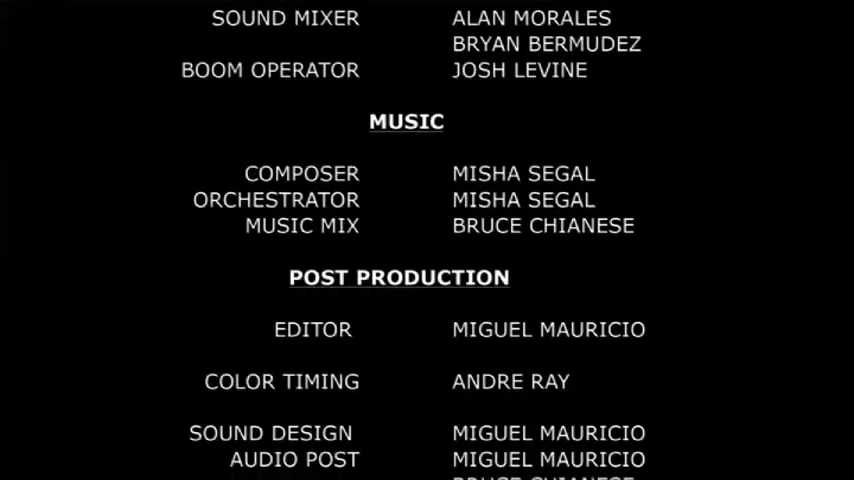 SOUND MIXER ALAN MORALES
BRYAN BERMUDEZ
BOOM OPERATOR JOSH LEVINE
MUSIC
COMPOSER MISHA SEGAL
ORCHESTRATOR MISHA SEGAL
MUSIC MIX BRUCE CHIANESE
POST PRODUCTION
EDITOR MIGUEL MAURICIO
COLOR TIMING ANDRE RAY
SOUND DESIGN MIGUEL MAURICIO
AUDIO POST MIGUEL MAURICIO
BRUCE CHIANESE